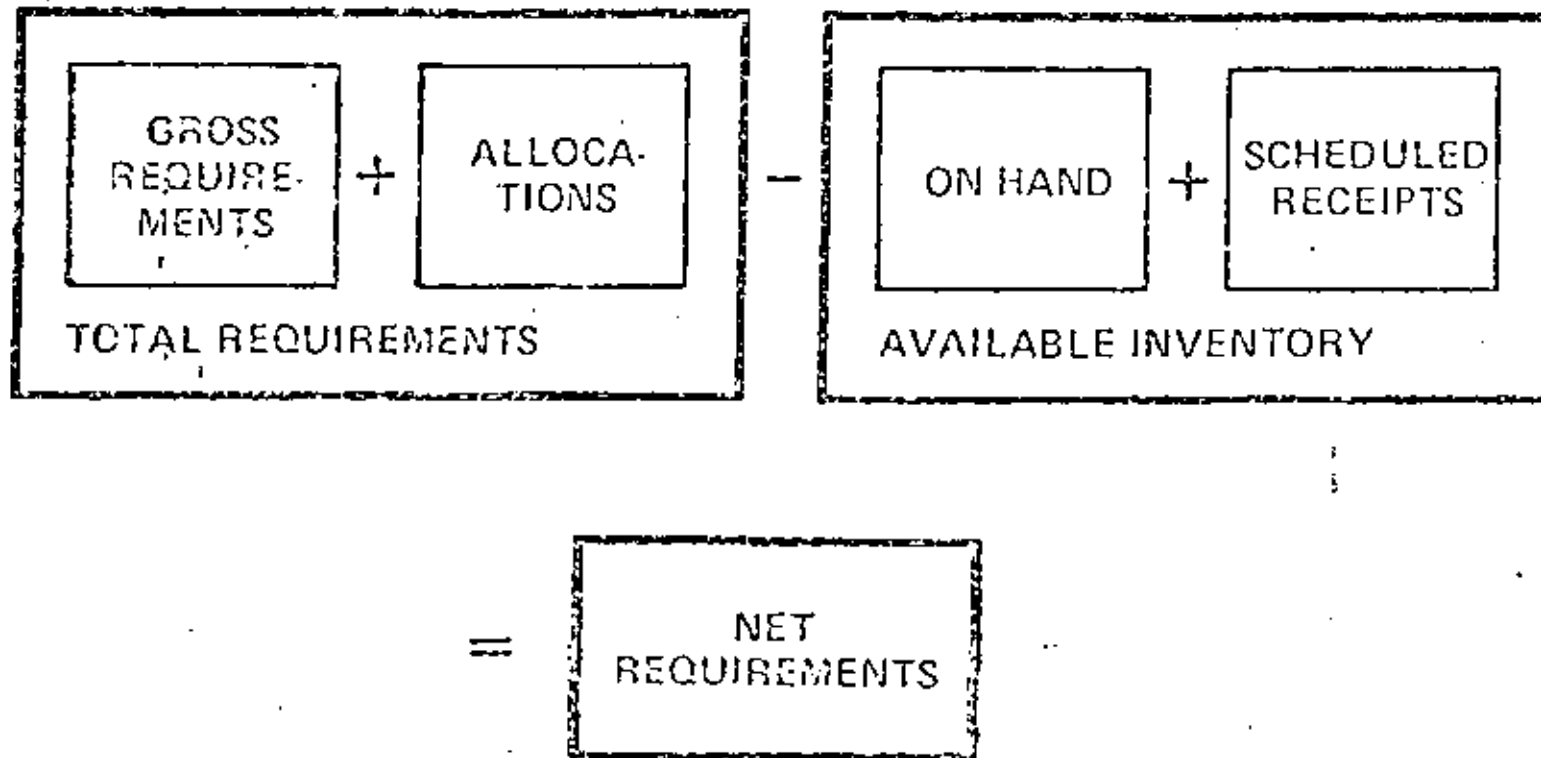 GROSS
REQUIRE-
MENTS
+
ALLOCA-
TIONS
-
ON HAND
+
SCHEDULED
RECEIPTS
TOTAL REQUIREMENTS
AVAILABLE INVENTORY
=
NET
REQUIREMENTS